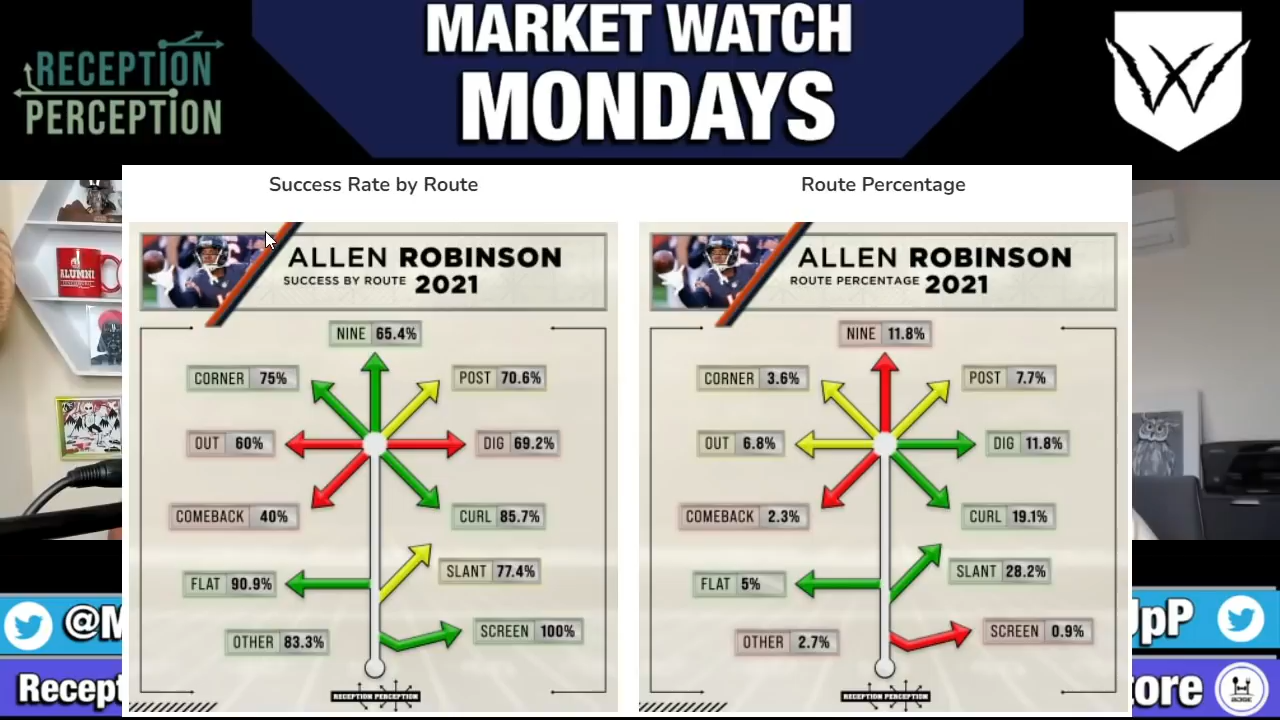 MARKET WATCH
MONDAYS
RECEPTION
PERCEPTION
W
Success Rate by Route
Route Percentage
ALLEN ROBINSON
SUCCESS BY ROUTE 2021
NINE 65.4%
CORNER 75%
POST 70.6%
OUT 60%
DIG 69.2%
COMEBACK 40%
CURL 85.7%
SLANT 77.4%
FLAT 90.9%
SCREEN 100%
OTHER 83.3%
RECEPTION PERCEPTION
ALLEN ROBINSON
ROUTE PERCENTAGE 2021
NINE 11.8%
CORNER 3.6%
POST 7.7%
OUT 6.8%
DIG 11.8%
COMEBACK 2.3%
CURL 19.1%
SLANT 28.2%
FLAT 5%
SCREEN 0.9%
OTHER 2.7%
RECEPTION PERCEPTION
ALUMNI
@M
UpP
Recept
ore